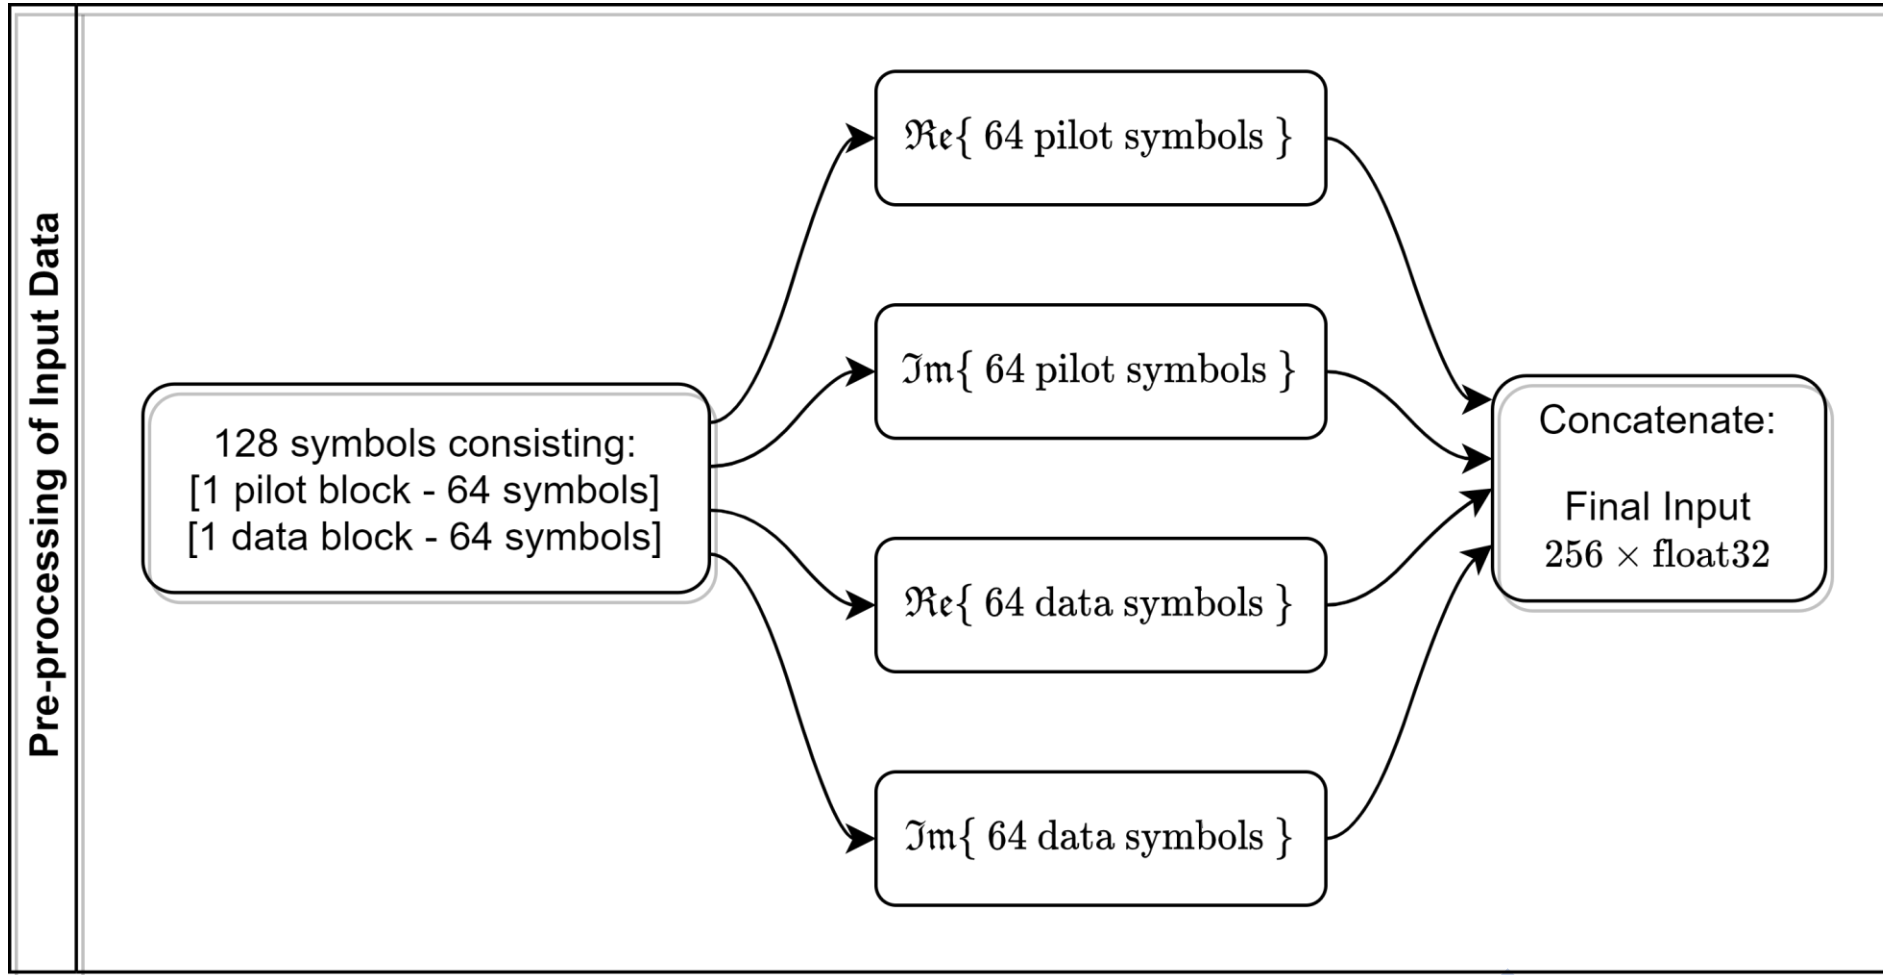 Pre-processing of Input Data
128 symbols consisting:
[1 pilot block - 64 symbols]
[1 data block - 64 symbols]
ℜ𝔢{ 64 pilot symbols }
ℑ𝔪{ 64 pilot symbols }
ℜ𝔢{ 64 data symbols }
ℑ𝔪{ 64 data symbols }
Concatenate:
Final Input
256 × float32